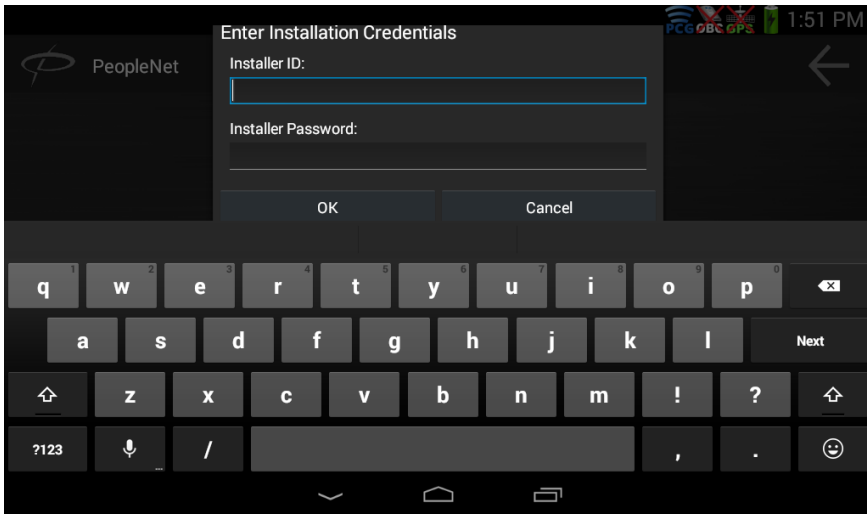 Enter Installation Credentials
PCG OBC GPS 1:51 PM
PeopleNet
Installer ID:
Installer Password:
OK Cancel
q 1 w 2 e 3 r 4 t 5 y 6 u 7 i 8 o 9 p 0
a s d f g h j k l Next
z x c v b n m ! ?
?123 / , .